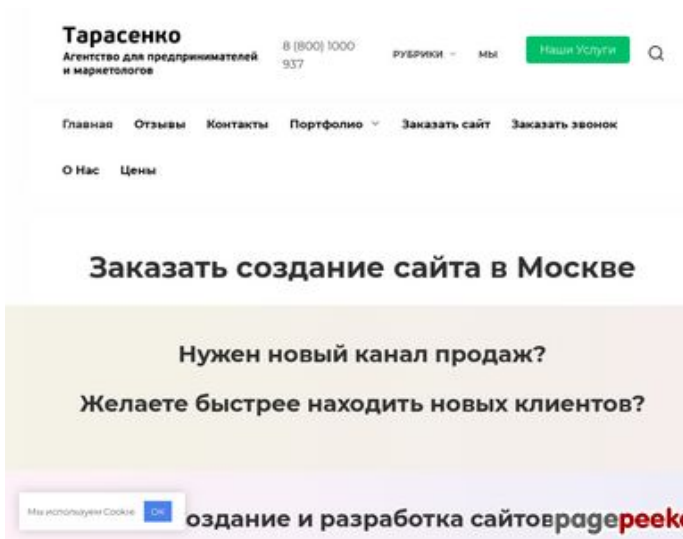 Тарасенко
Агентство для предпринимателей
и маркетологов
8 (800) 1000
937
РУБРИКИ
МЫ
Наши Услуги
Главная Отзывы Контакты Портфолио Заказать сайт Заказать звонок
О Нас Цены
Заказать создание сайта в Москве
Нужен новый канал продаж?
Желаете быстрее находить новых клиентов?
Мы используем Cookie OK
оздание и разработка сайтов
pagepeeke